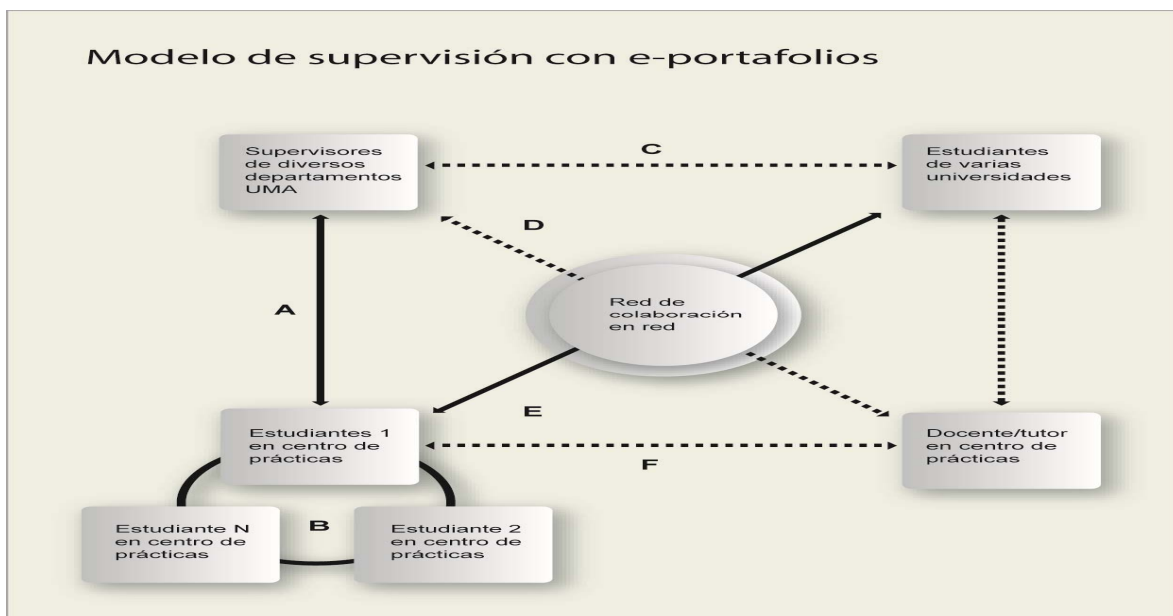 Modelo de supervisión con e-portafolios
Supervisores
de diversos
departamentos
UMA
C
Estudiantes
de varias
universidades
D
A
Red de
colaboración
en red
E
Estudiantes 1
en centro de
prácticas
F
Docente/tutor
en centro de
prácticas
Estudiante N
en centro de
prácticas
B
Estudiante 2
en centro de
prácticas